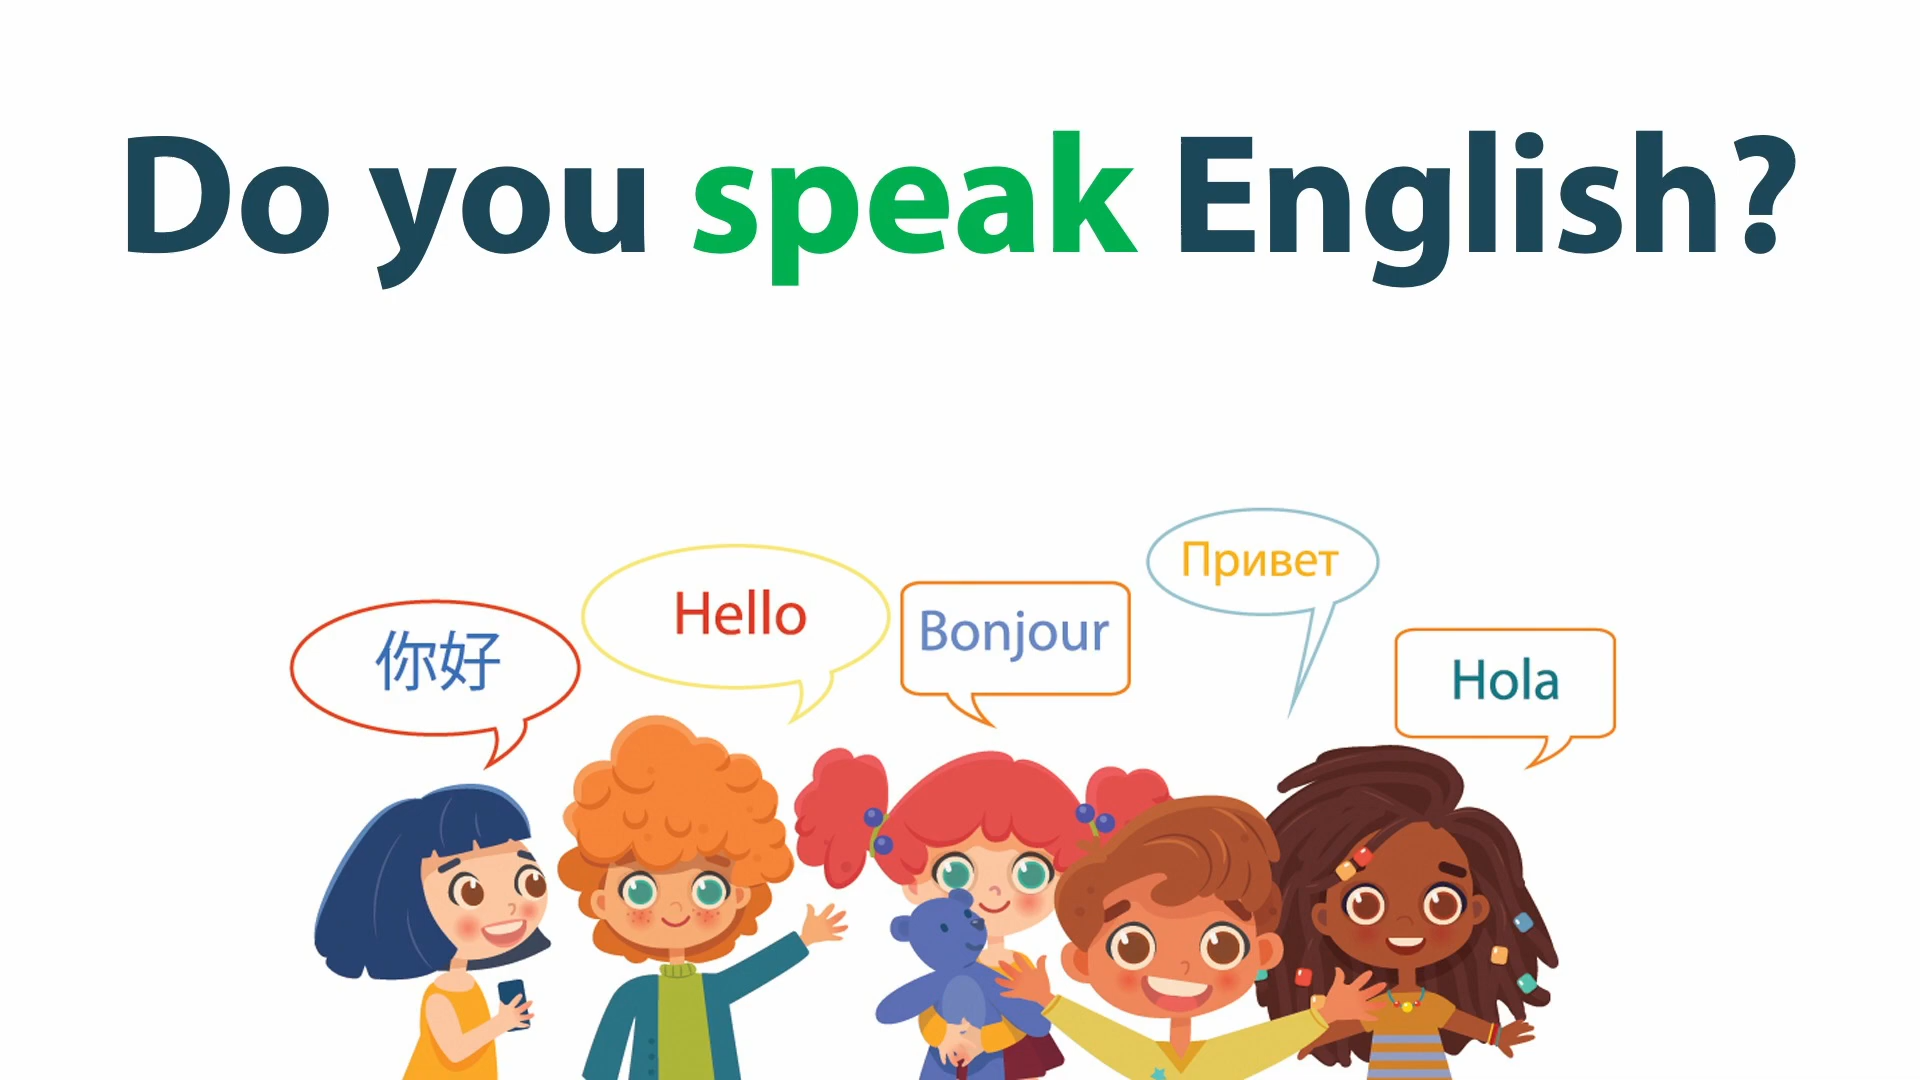 Do you speak English?
你好
Hello
Bonjour
Привет
Hola